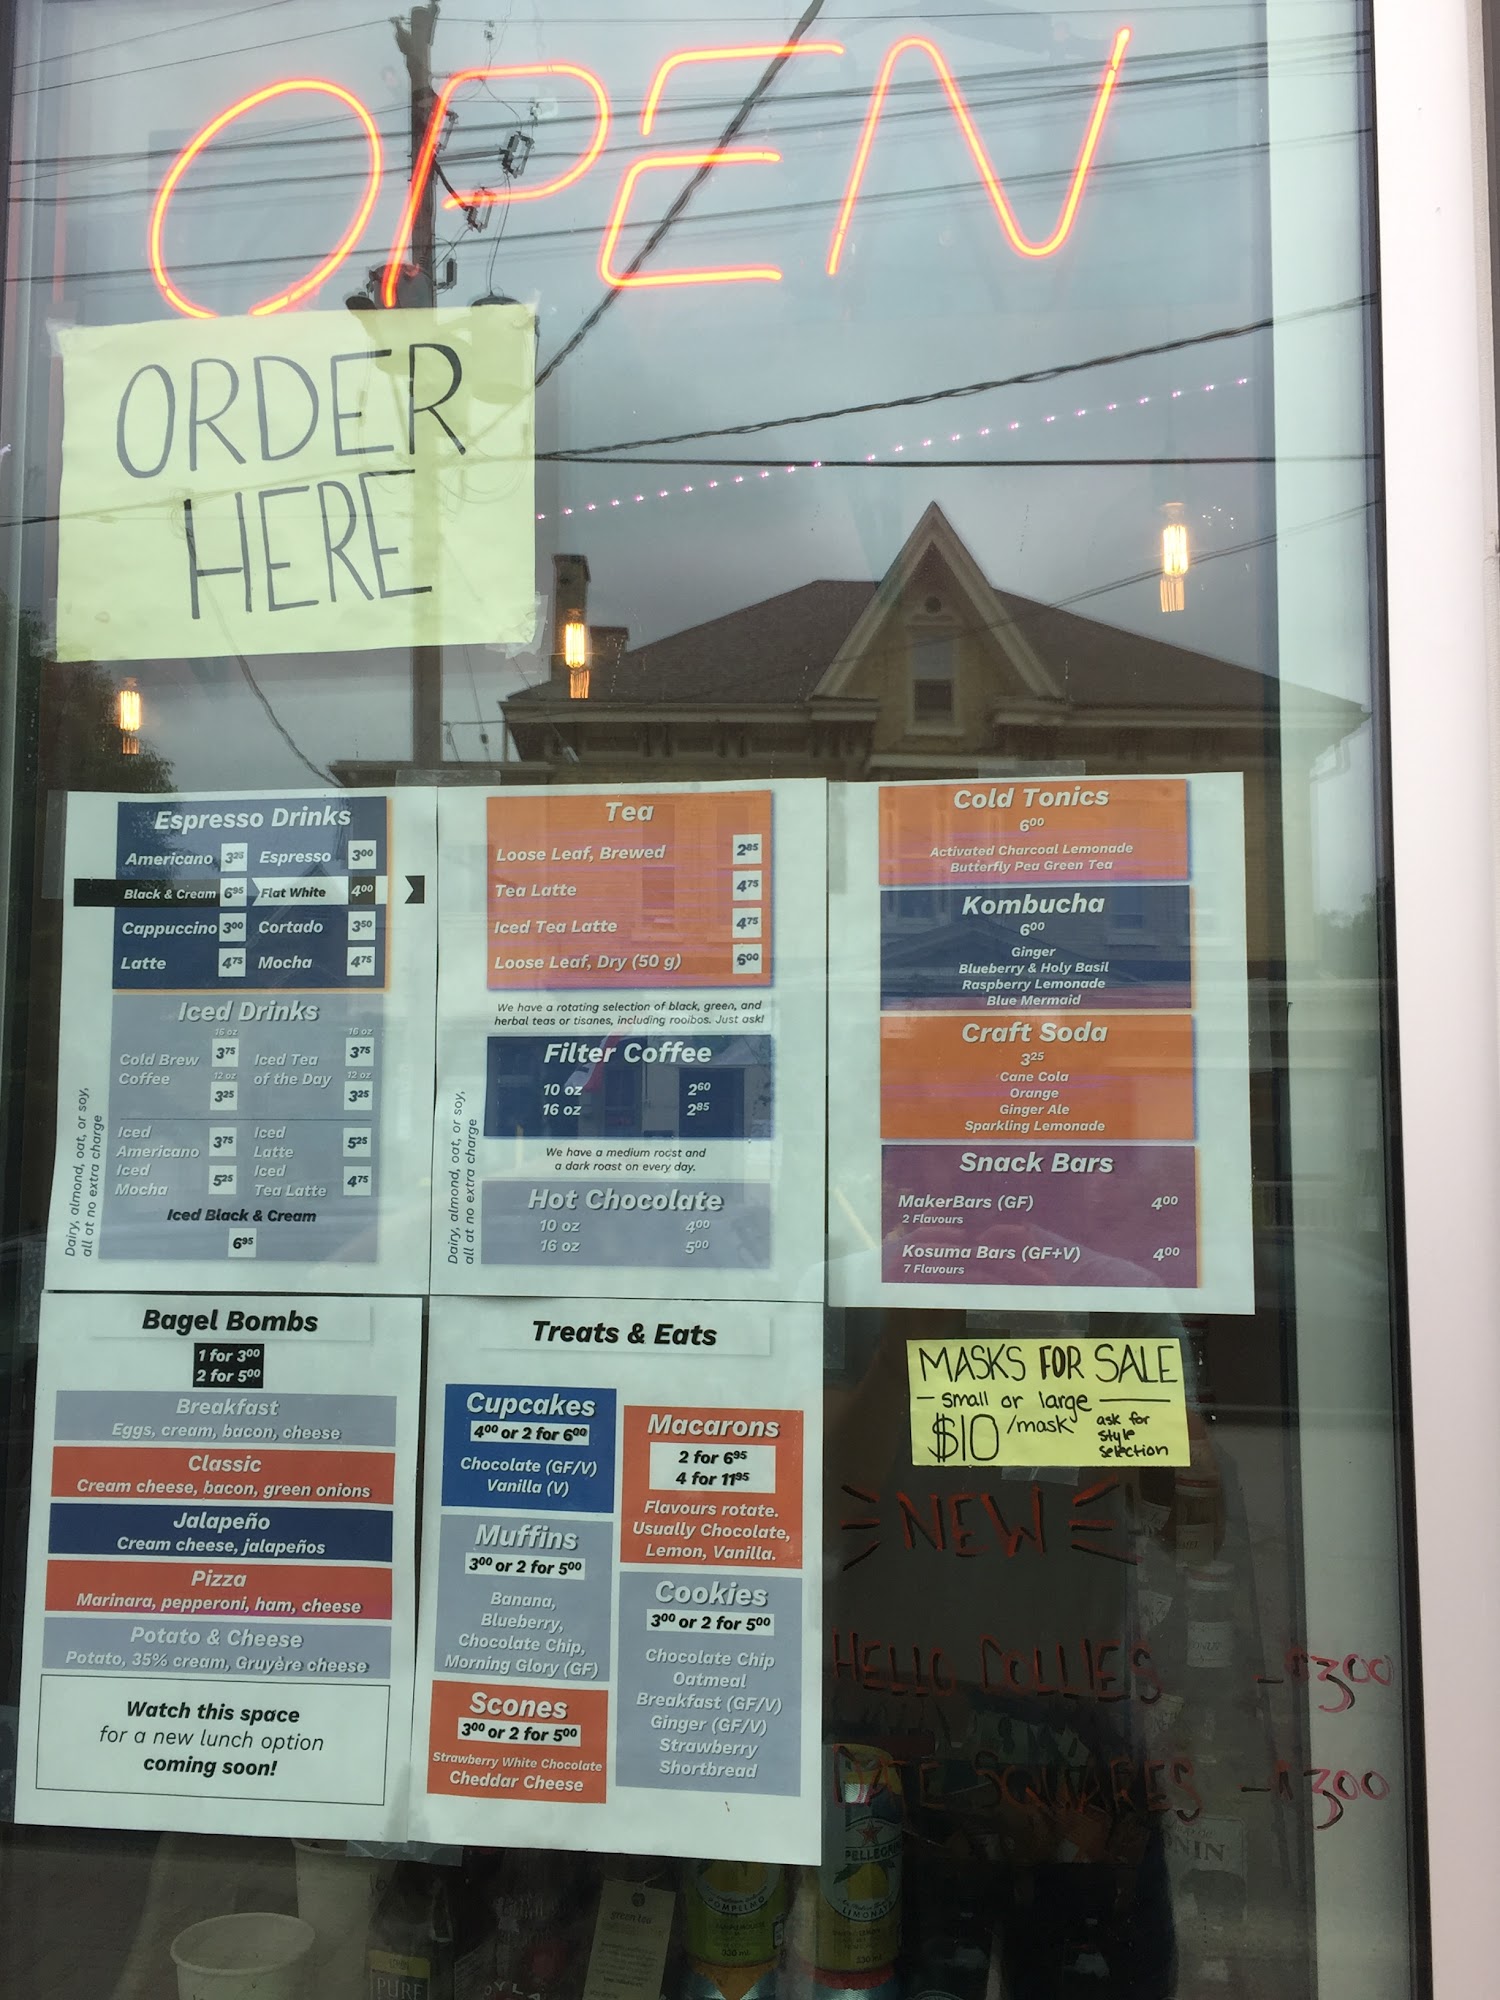 OPEN
ORDER
HERE
Espresso Drinks
Americano 3²⁵ Espresso 3⁰⁰
Black & Cream 6⁹⁵ Flat White 4⁰⁰
Cappuccino 3⁰⁰ Cortado 3⁵⁰
Latte 4⁷⁵ Mocha 4⁷⁵
Iced Drinks
16 oz 16 oz
Cold Brew 3⁷⁵ Iced Tea 3⁷⁵
Coffee 12 oz of the Day 12 oz
3²⁵ 3²⁵
Iced Iced
Americano 3⁷⁵ Latte 5²⁵
Iced Iced
Mocha 5²⁵ Tea Latte 4⁷⁵
Iced Black & Cream
6⁹⁵
Dairy, almond, oat, or soy,
all at no extra charge
Tea
Loose Leaf, Brewed 2⁸⁵
Tea Latte 4⁷⁵
Iced Tea Latte 4⁷⁵
Loose Leaf, Dry (50 g) 6⁰⁰
We have a rotating selection of black, green, and
herbal teas or tisanes, including rooibos. Just ask!
Filter Coffee
10 oz 2⁶⁰
16 oz 2⁸⁵
We have a medium roast and
a dark roast on every day.
Hot Chocolate
10 oz 4⁰⁰
16 oz 5⁰⁰
Dairy, almond, oat, or soy,
all at no extra charge
Cold Tonics
6⁰⁰
Activated Charcoal Lemonade
Butterfly Pea Green Tea
Kombucha
6⁰⁰
Ginger
Blueberry & Holy Basil
Raspberry Lemonade
Blue Mermaid
Craft Soda
3²⁵
Cane Cola
Orange
Ginger Ale
Sparkling Lemonade
Snack Bars
MakerBars (GF) 4⁰⁰
2 Flavours
Kosuma Bars (GF+V) 4⁰⁰
7 Flavours
Bagel Bombs
1 for 3⁰⁰
2 for 5⁰⁰
Breakfast
Eggs, cream, bacon, cheese
Classic
Cream cheese, bacon, green onions
Jalapeño
Cream cheese, jalapeños
Pizza
Marinara, pepperoni, ham, cheese
Potato & Cheese
Potato, 35% cream, Gruyère cheese
Watch this space
for a new lunch option
coming soon!
Treats & Eats
Cupcakes
4⁰⁰ or 2 for 6⁰⁰
Chocolate (GF/V)
Vanilla (V)
Muffins
3⁰⁰ or 2 for 5⁰⁰
Banana,
Blueberry,
Chocolate Chip,
Morning Glory (GF)
Scones
3⁰⁰ or 2 for 5⁰⁰
Strawberry White Chocolate
Cheddar Cheese
Macarons
2 for 6⁹⁵
4 for 11⁹⁵
Flavours rotate.
Usually Chocolate,
Lemon, Vanilla.
Cookies
3⁰⁰ or 2 for 5⁰⁰
Chocolate Chip
Oatmeal
Breakfast (GF/V)
Ginger (GF/V)
Strawberry
Shortbread
MASKS FOR SALE
— small or large —
$10/mask ask for
style
selection
NEW
HELLO DOLLIES - $300
DATE SQUARES - $300
PELLEGRI
POMPELMO
LIMONATA
330 mL
330 mL
green tea
PURE